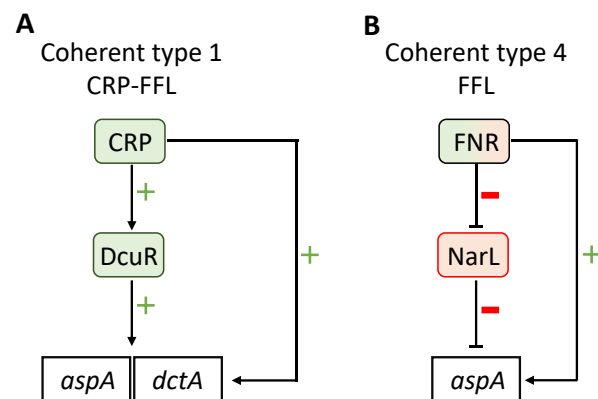 A
Coherent type 1
CRP-FFL
CRP
+
DcuR
+
+
aspA
dctA
B
Coherent type 4
FFL
FNR
-
NarL
+
-
aspA